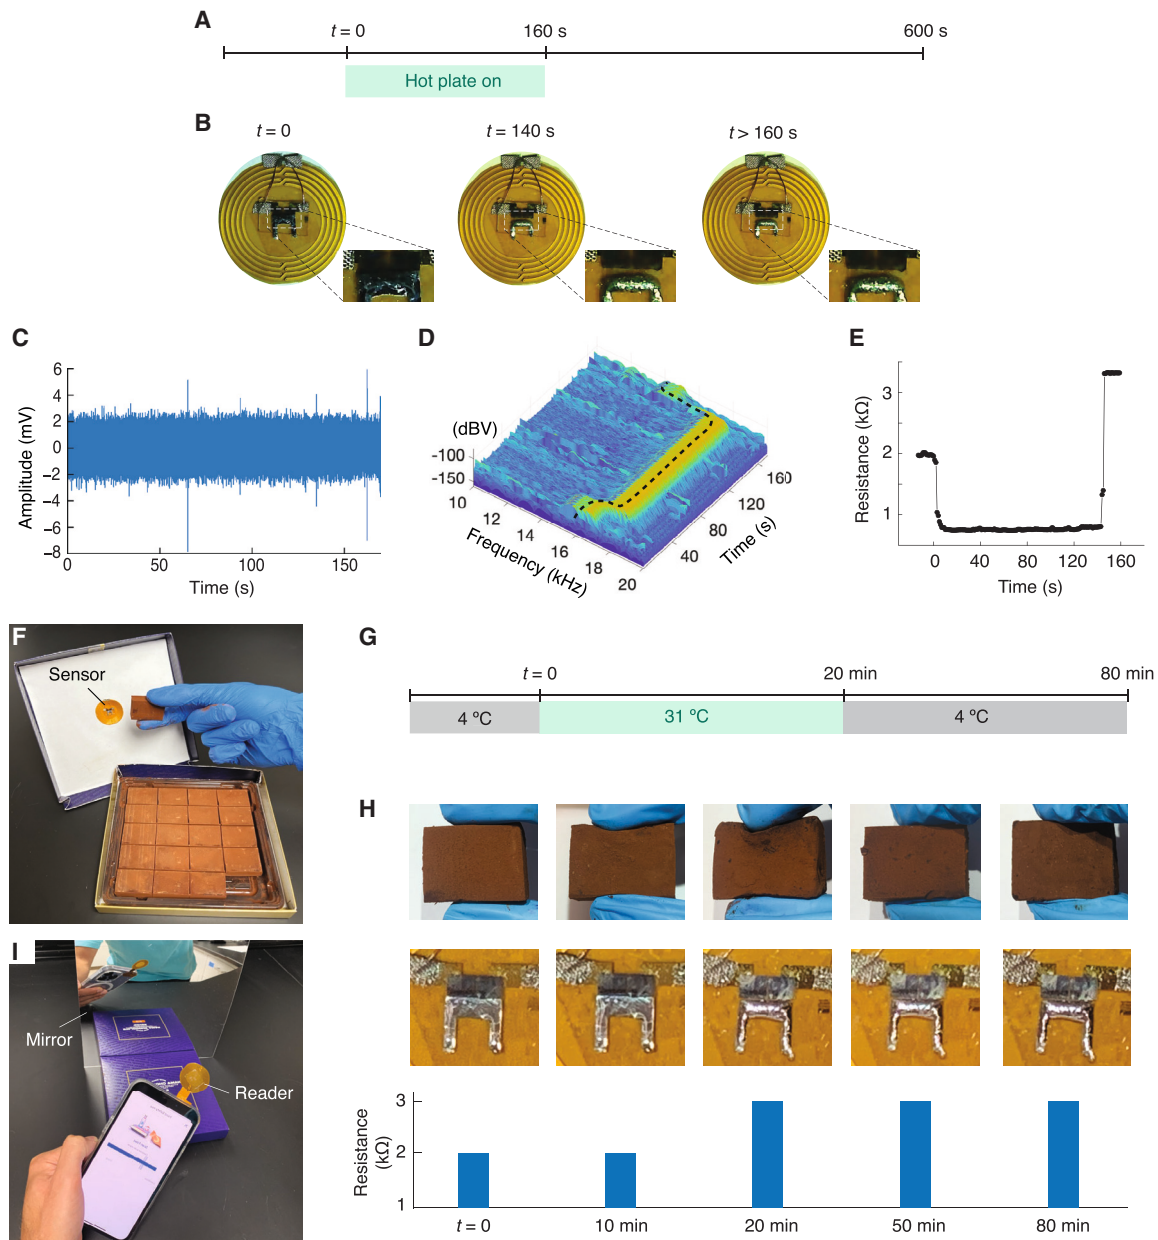 A
t = 0
160 s
600 s
Hot plate on
B
t = 0
t = 140 s
t > 160 s
C
Amplitude (mV)
6
4
2
0
−2
−4
−6
−8
0
50
100
150
Time (s)
D
(dBV)
-100
-150
10
12
14
16
18
20
Frequency (kHz)
40
80
120
160
Time (s)
E
Resistance (kΩ)
3
2
1
0
40
80
120
160
Time (s)
F
Sensor
G
t = 0
20 min
80 min
4 ºC
31 ºC
4 ºC
H
Resistance
(kΩ)
3
2
1
t = 0
10 min
20 min
50 min
80 min
I
Mirror
Reader